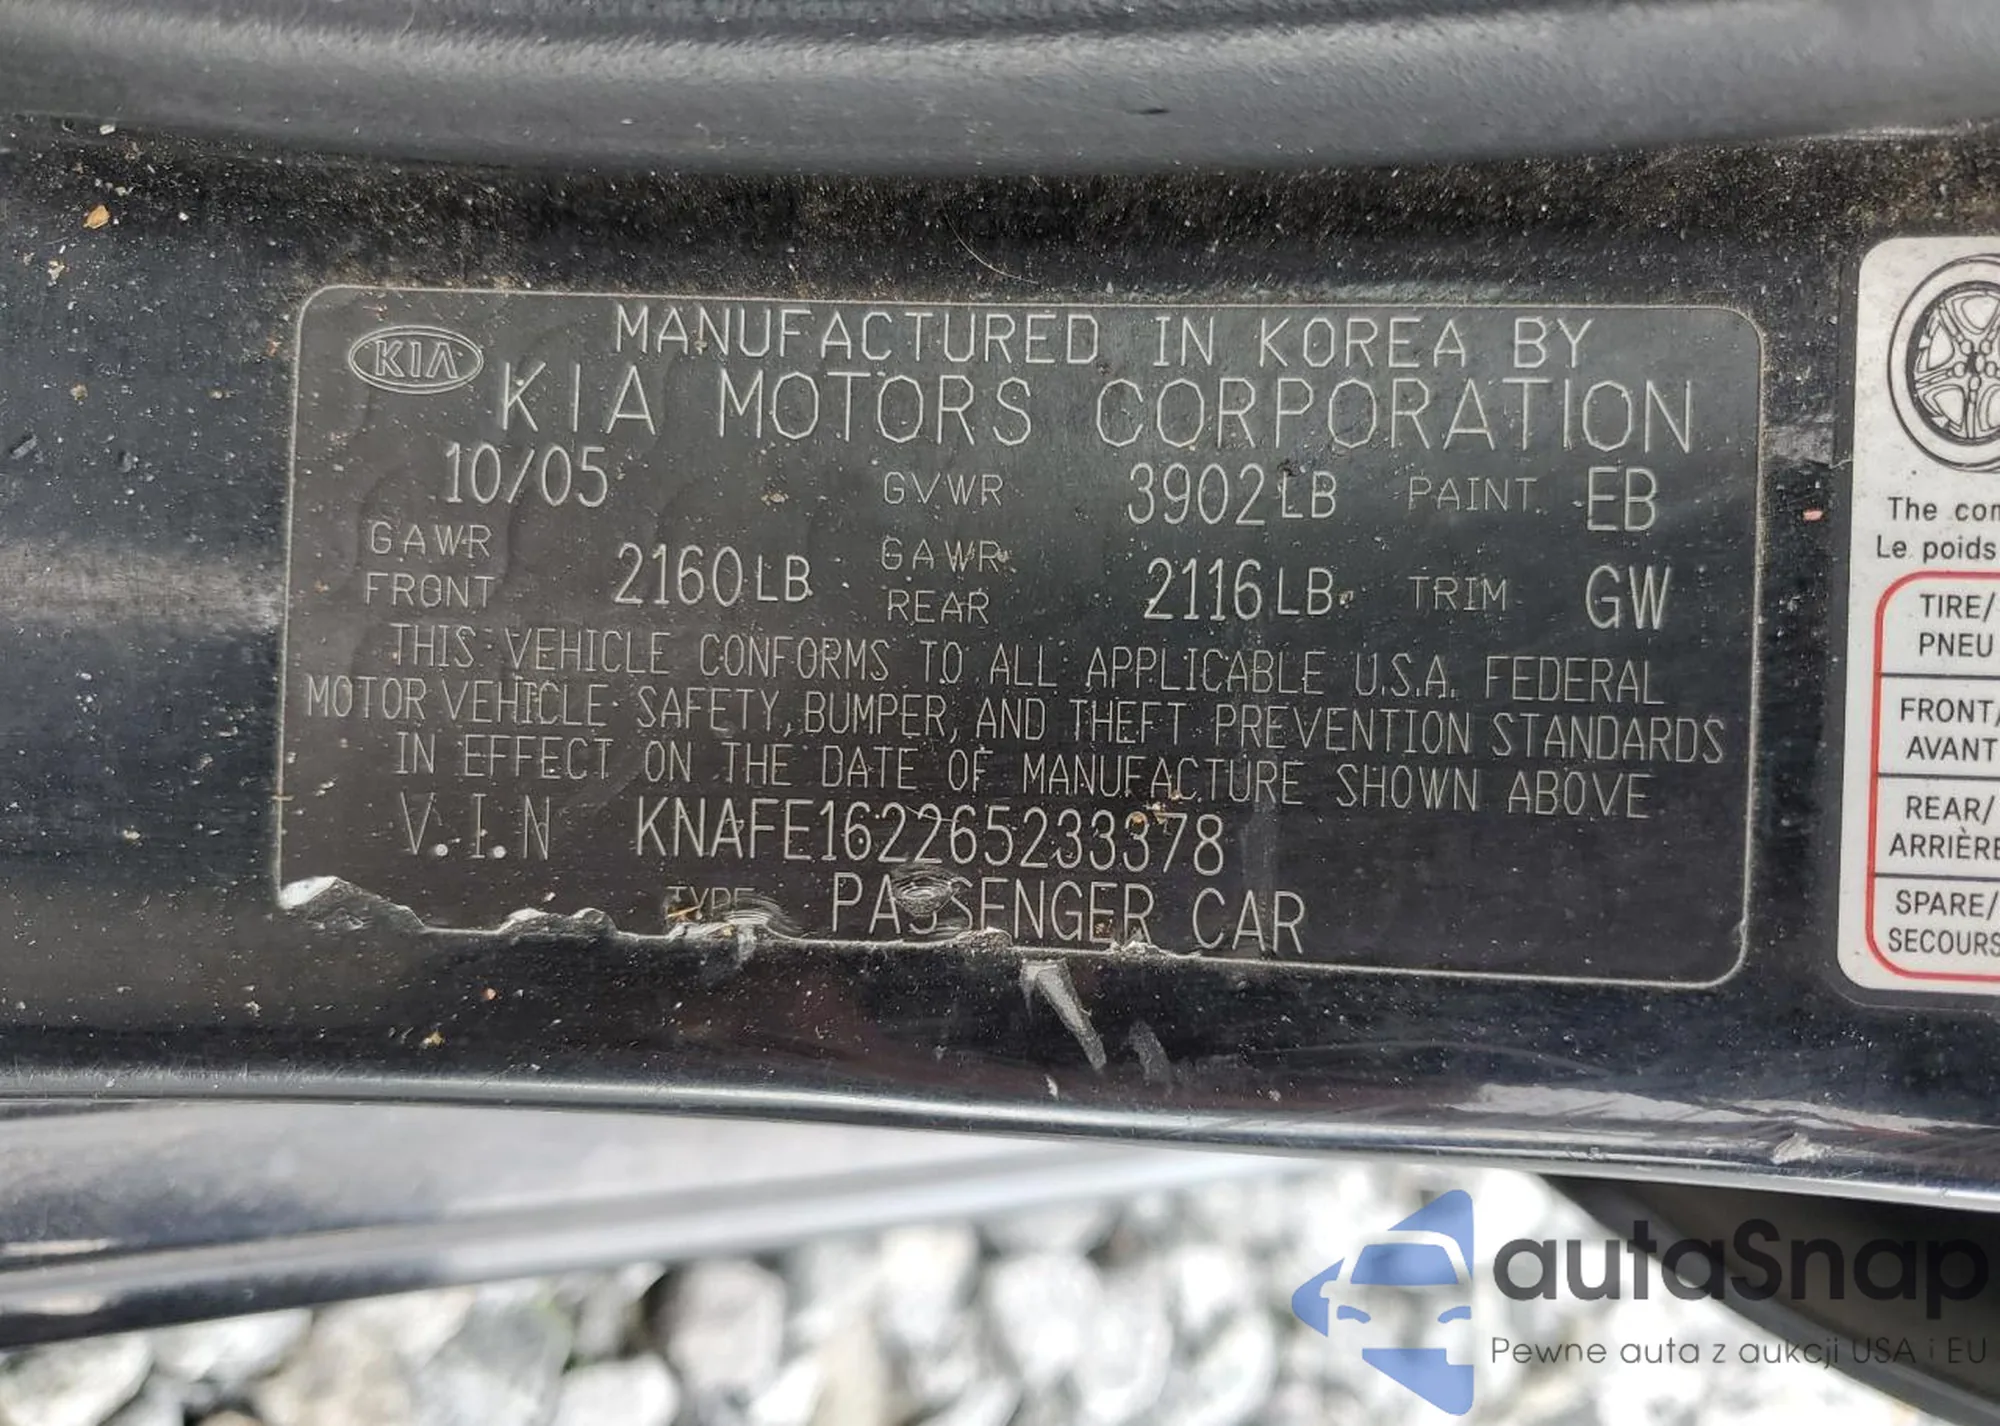 KIA
MANUFACTURED IN KOREA BY
KIA MOTORS CORPORATION
10/05 GVWR 3902LB PAINT EB
GAWR FRONT 2160LB GAWR REAR 2116LB TRIM GW
THIS VEHICLE CONFORMS TO ALL APPLICABLE U.S.A. FEDERAL
MOTOR VEHICLE SAFETY, BUMPER, AND THEFT PREVENTION STANDARDS
IN EFFECT ON THE DATE OF MANUFACTURE SHOWN ABOVE
V.I.N KNAFE162265233378
TYPE PASSENGER CAR
The com
Le poids
TIRE/
PNEU
FRONT/
AVANT
REAR/
ARRIÈRE
SPARE/
SECOURS
autaSnap
Pewne auta z aukcji USA i EU